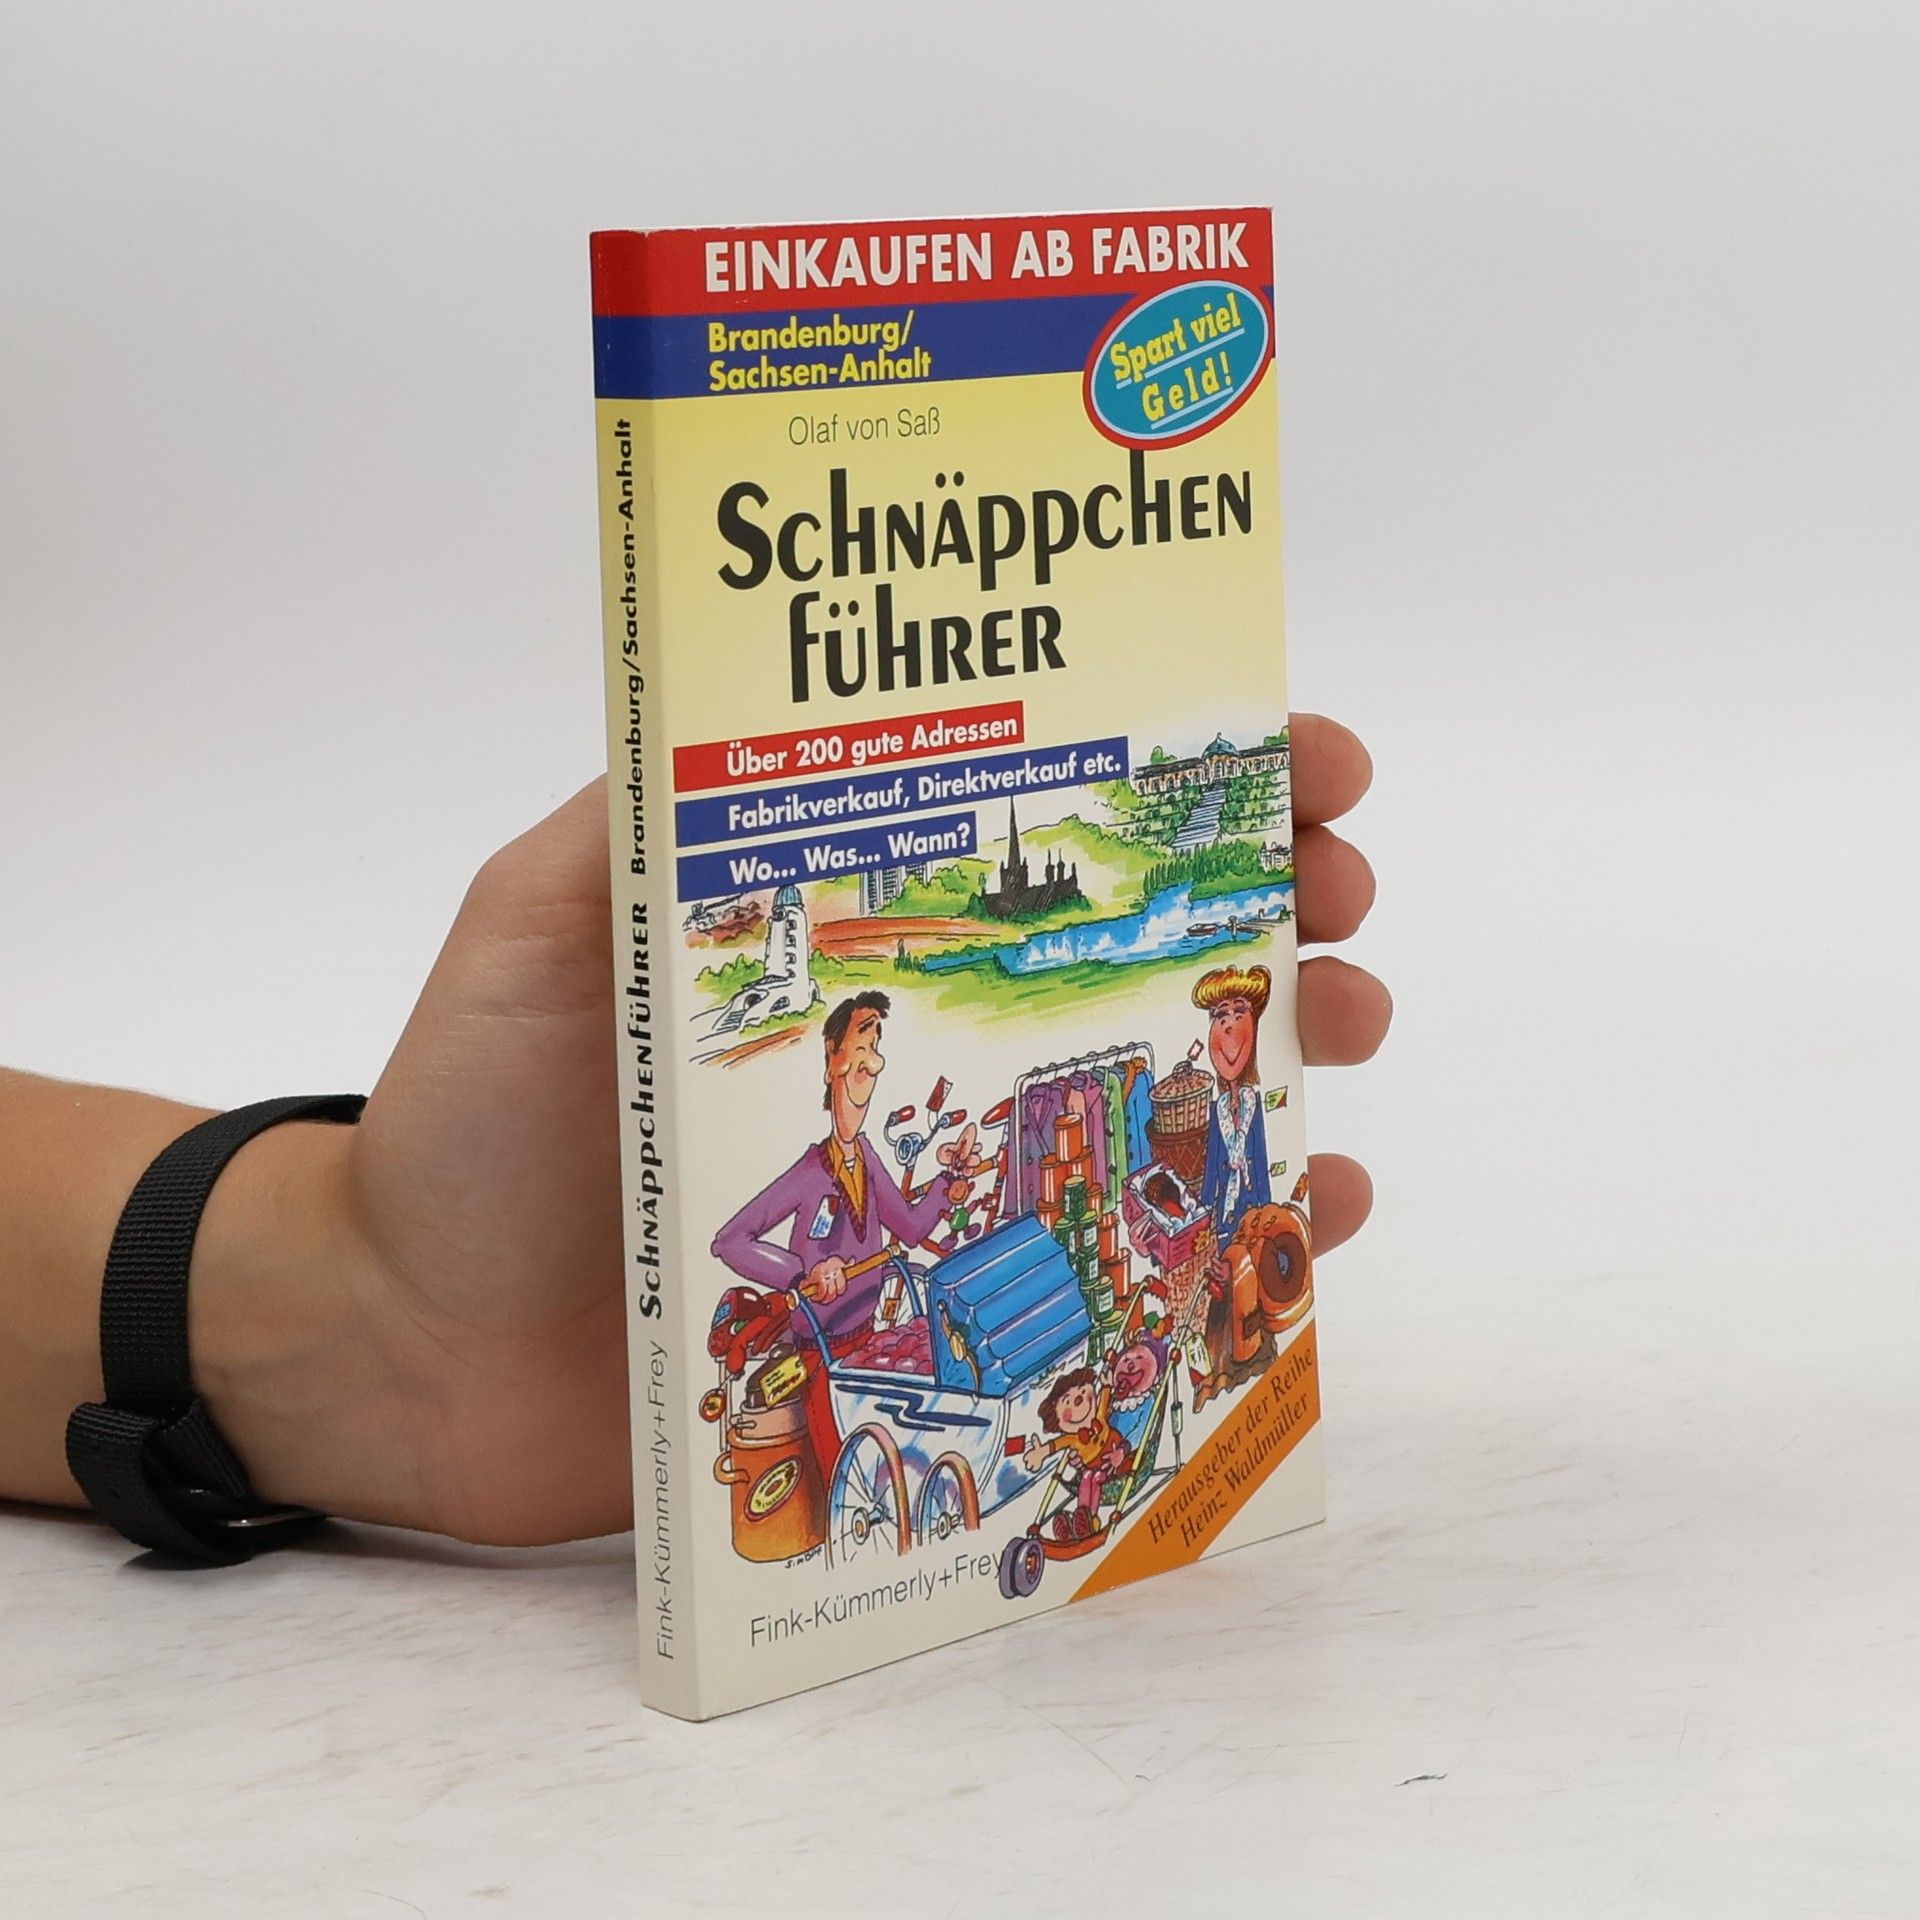 EINKAUFEN AB FABRIK
Brandenburg/
Sachsen-Anhalt
Spart viel
Geld!
Olaf von Saß
SCHNÄPPCHEN
FÜHRER
Über 200 gute Adressen
Fabrikverkauf, Direktverkauf etc.
Wo... Was... Wann?
Herausgeber der Reihe
Heinz Waldmüller
Fink-Kümmerly+Frey
Fink-Kümmerly+Frey SCHNÄPPCHENFÜHRER Brandenburg/Sachsen-Anhalt